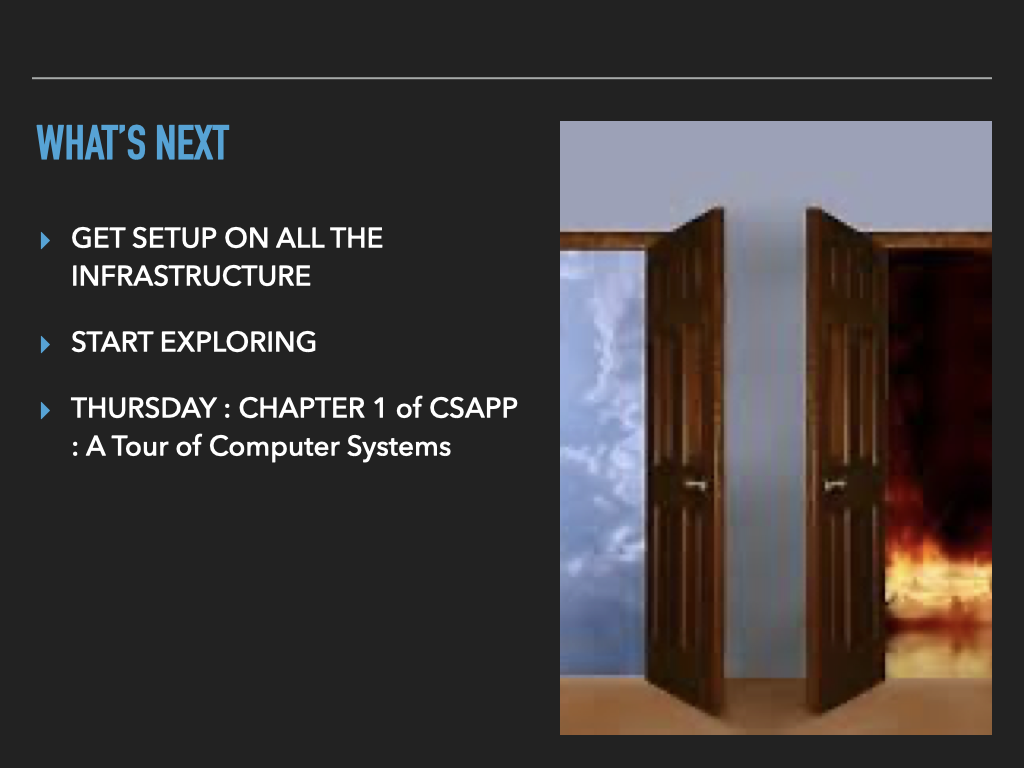 WHAT’S NEXT
GET SETUP ON ALL THE
INFRASTRUCTURE
START EXPLORING
THURSDAY : CHAPTER 1 of CSAPP
: A Tour of Computer Systems